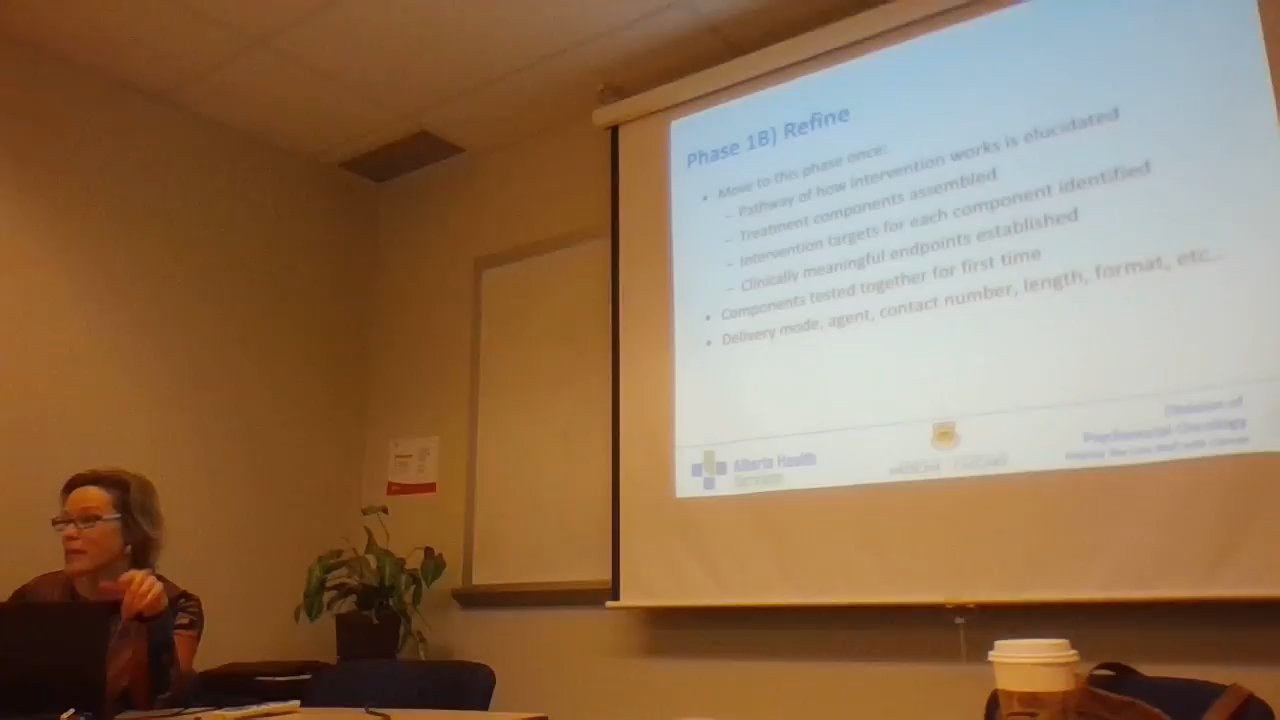 Phase 1B) Refine
• Move to this phase once:
– Pathway of how intervention works is elucidated
– Treatment components assembled
– Intervention targets for each component identified
– Clinically meaningful endpoints established
• Components tested together for first time
• Delivery mode, agent, contact number, length, format, etc...
Alberta Health
Services
Division of
Psychosocial Oncology